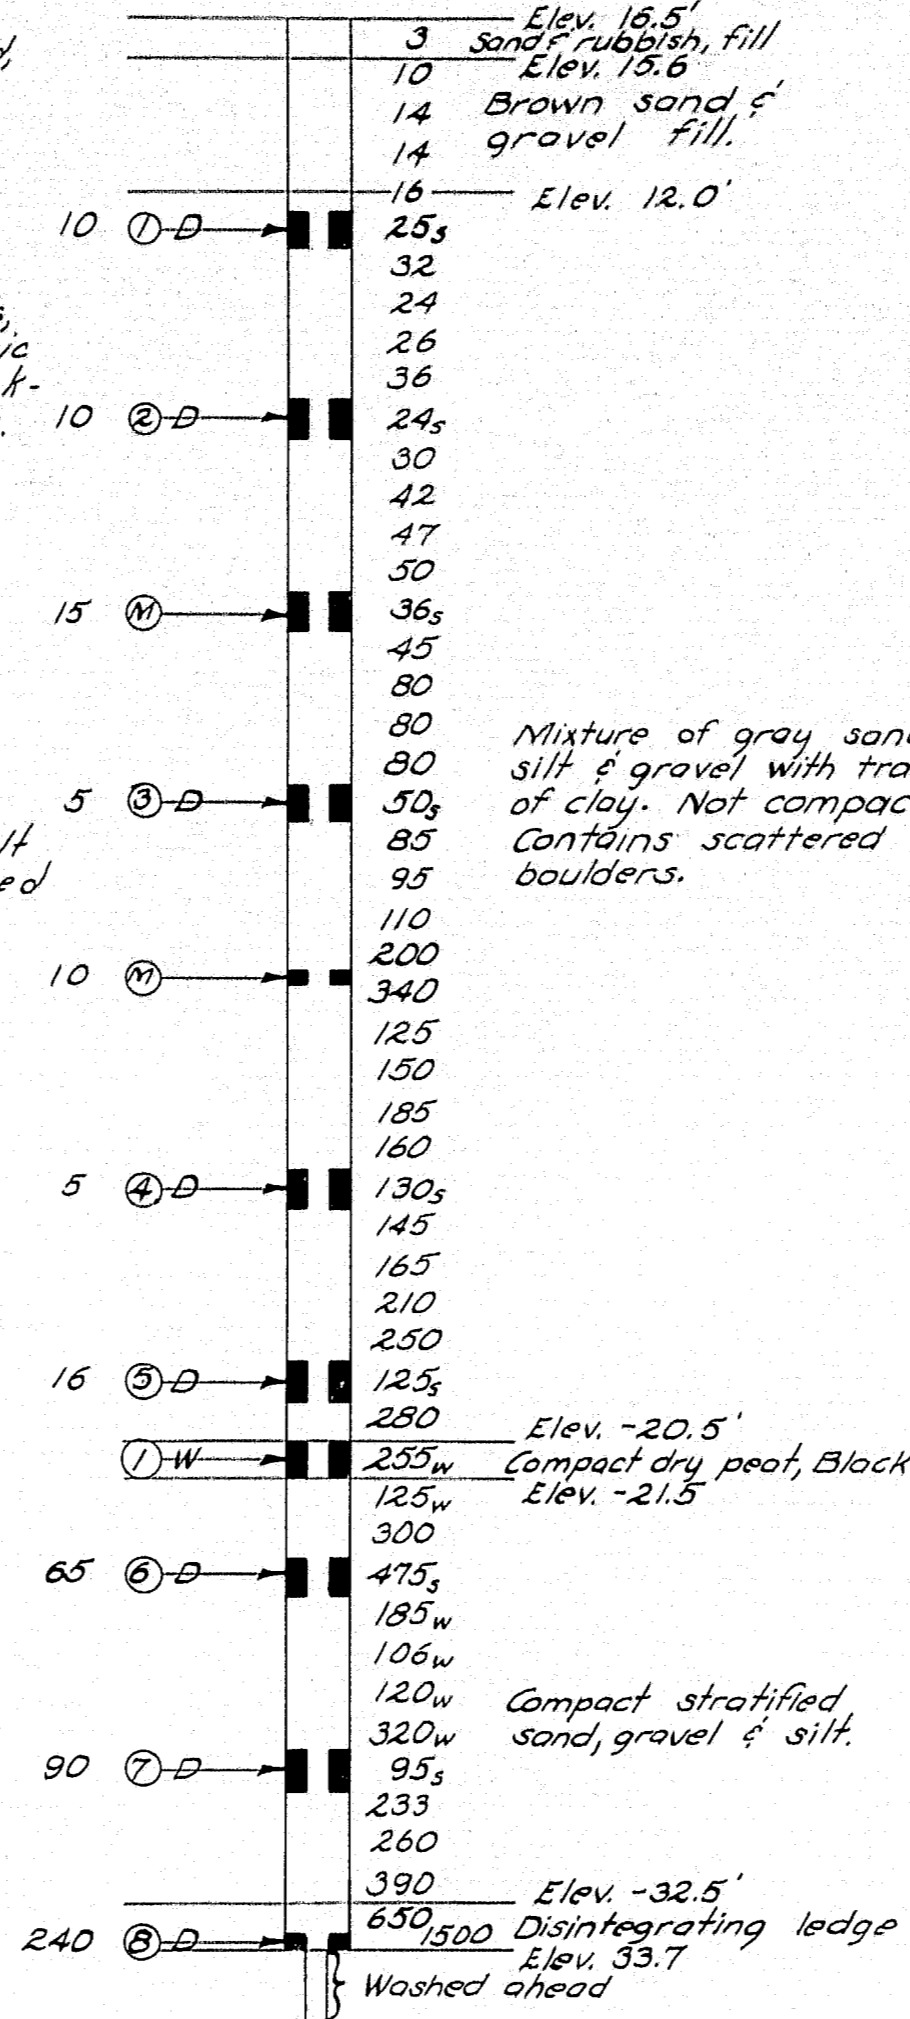 Elev. 16.5'
3 Sand & rubbish, fill
Elev. 15.6
10
14 Brown sand &
gravel fill.
14
16 Elev. 12.0'
10 1-D 25s
32
24
26
36
10 2-D 24s
30
42
47
50
15 M 36s
45
80
80
80
Mixture of gray
silt & gravel with
5 3-D 50s of clay. Not
85 Contains scattered
95 boulders.
110
200
10 M
340
125
150
185
160
5 4-D 130s
145
165
210
250
16 5-D 125s
280
Elev. -20.5'
1-W 255w Compact dry peat, Black
125w Elev. -21.5
300
65 6-D 475s
185w
106w
120w Compact stratified
320w sand, gravel & silt.
90 7-D 95s
233
260
390 Elev. -32.5'
650 1500 Disintegrating ledge
240 8-D
Elev. 33.7
Washed ahead